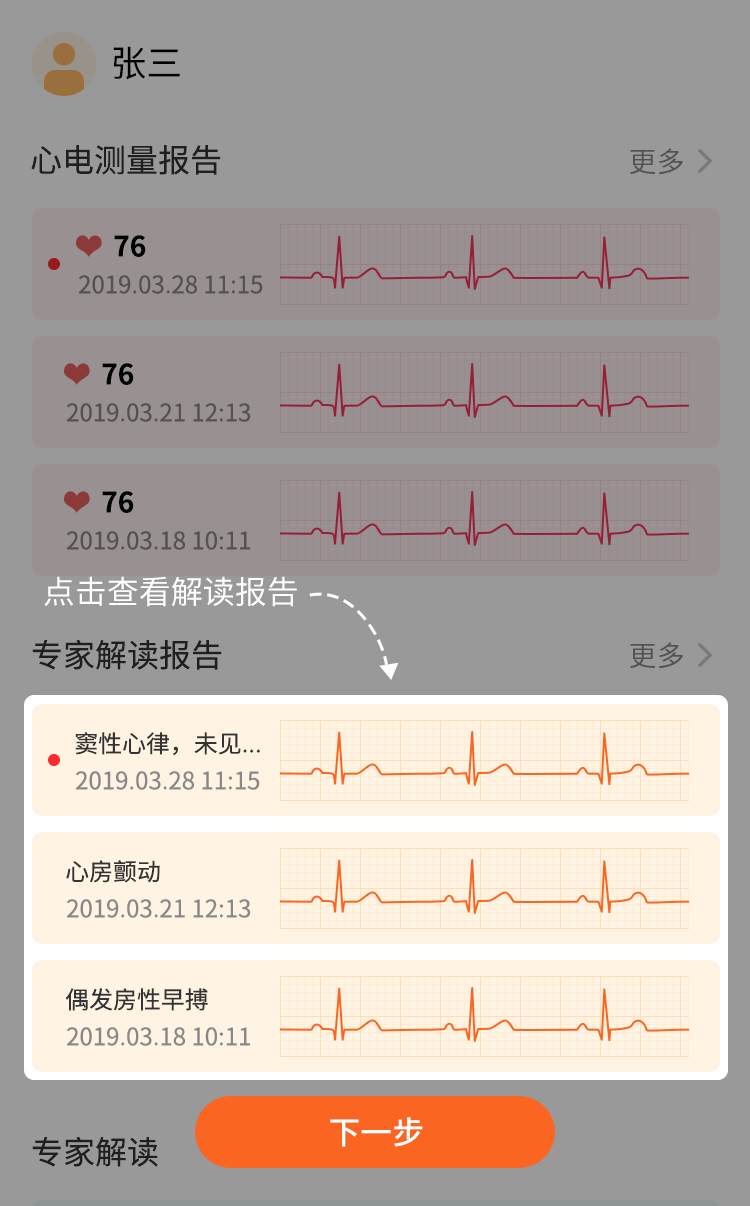 张三
心电测量报告 更多
76
2019.03.28 11:15
76
2019.03.21 12:13
76
2019.03.18 10:11
点击查看解读报告
专家解读报告 更多
窦性心律，未见...
2019.03.28 11:15
心房颤动
2019.03.21 12:13
偶发房性早搏
2019.03.18 10:11
下一步
专家解读